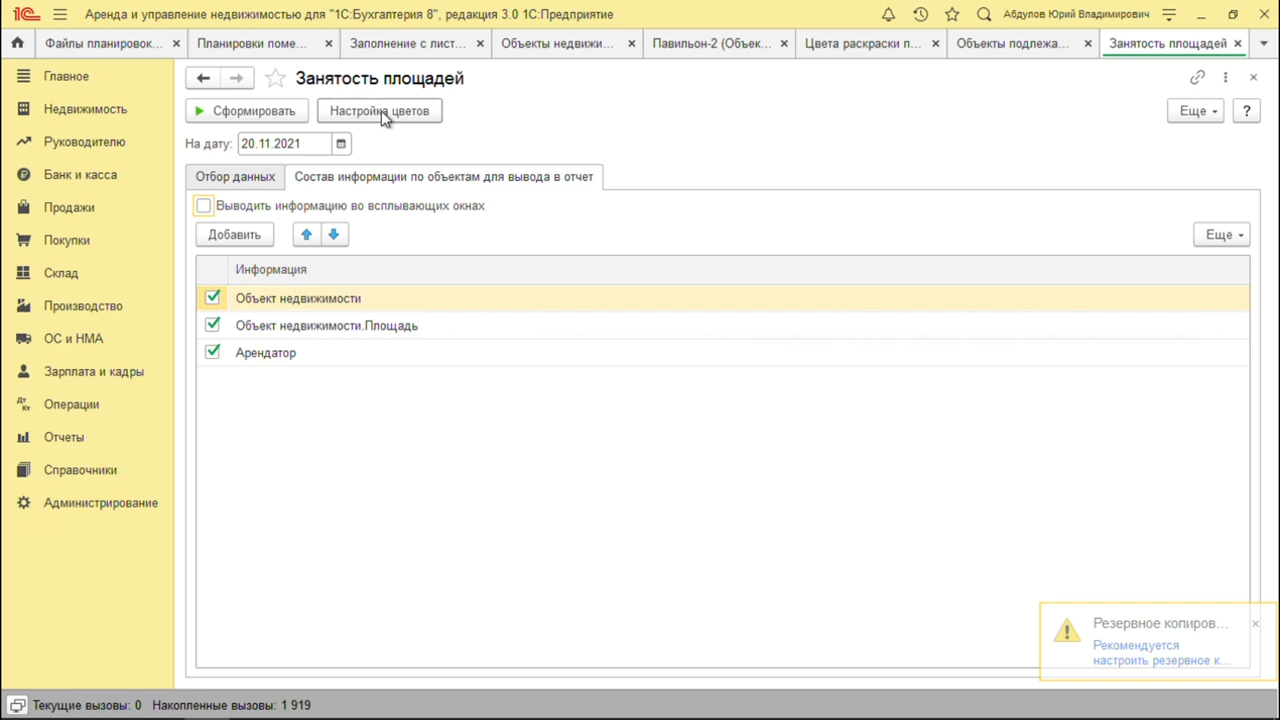 Аренда и управление недвижимостью для "1С:Бухгалтерия 8", редакция 3.0 1С:Предприятие
Абдулов Юрий Владимирович
Файлы планировок...
Планировки поме...
Заполнение с лист...
Объекты недвижи...
Павильон-2 (Объек...
Цвета раскраски п...
Объекты подлежа...
Занятость площадей
Главное
Недвижимость
Руководителю
Банк и касса
Продажи
Покупки
Склад
Производство
ОС и НМА
Зарплата и кадры
Операции
Отчеты
Справочники
Администрирование
Занятость площадей
Сформировать
Настройка цветов
Еще
?
На дату: 20.11.2021
Отбор данных
Состав информации по объектам для вывода в отчет
Выводить информацию во всплывающих окнах
Добавить
Еще
Информация
Объект недвижимости
Объект недвижимости.Площадь
Арендатор
Резервное копиров...
Рекомендуется
настроить резервное к...
Текущие вызовы: 0 Накопленные вызовы: 1 919